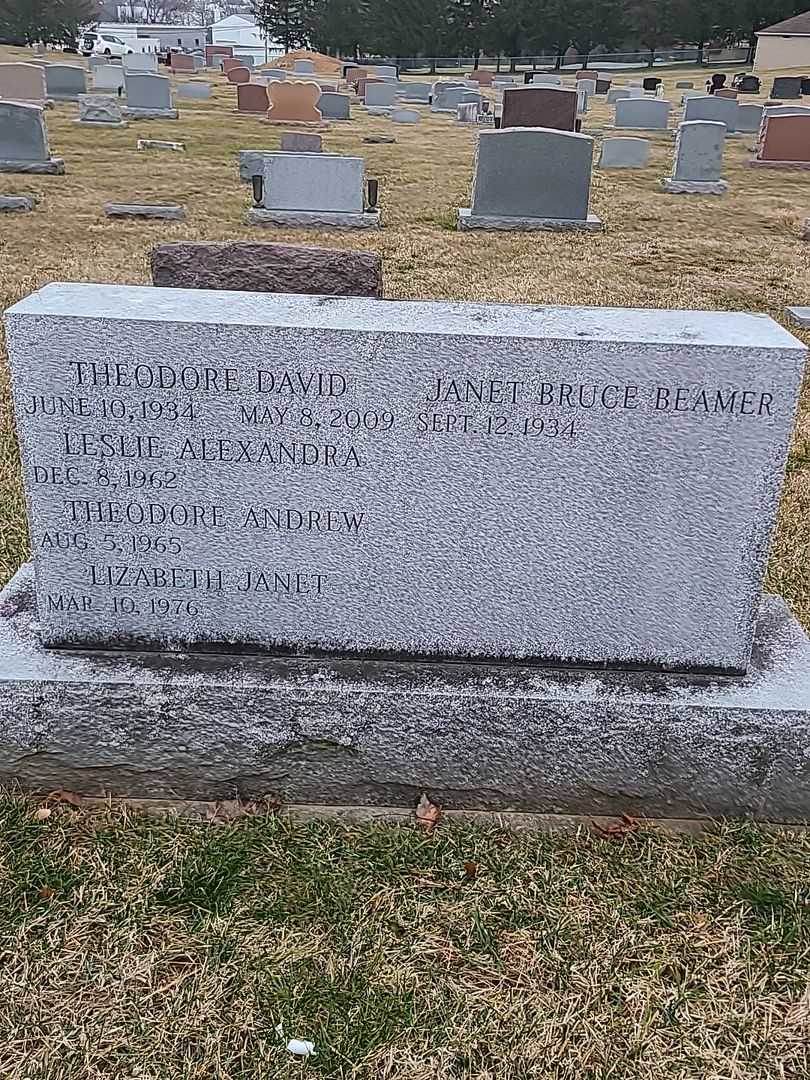 THEODORE DAVID
JUNE 10, 1934 MAY 8, 2009
JANET BRUCE BEAMER
SEPT. 12, 1934
LESLIE ALEXANDRA
DEC. 8, 1962
THEODORE ANDREW
AUG. 5, 1965
LIZABETH JANET
MAR. 10, 1976